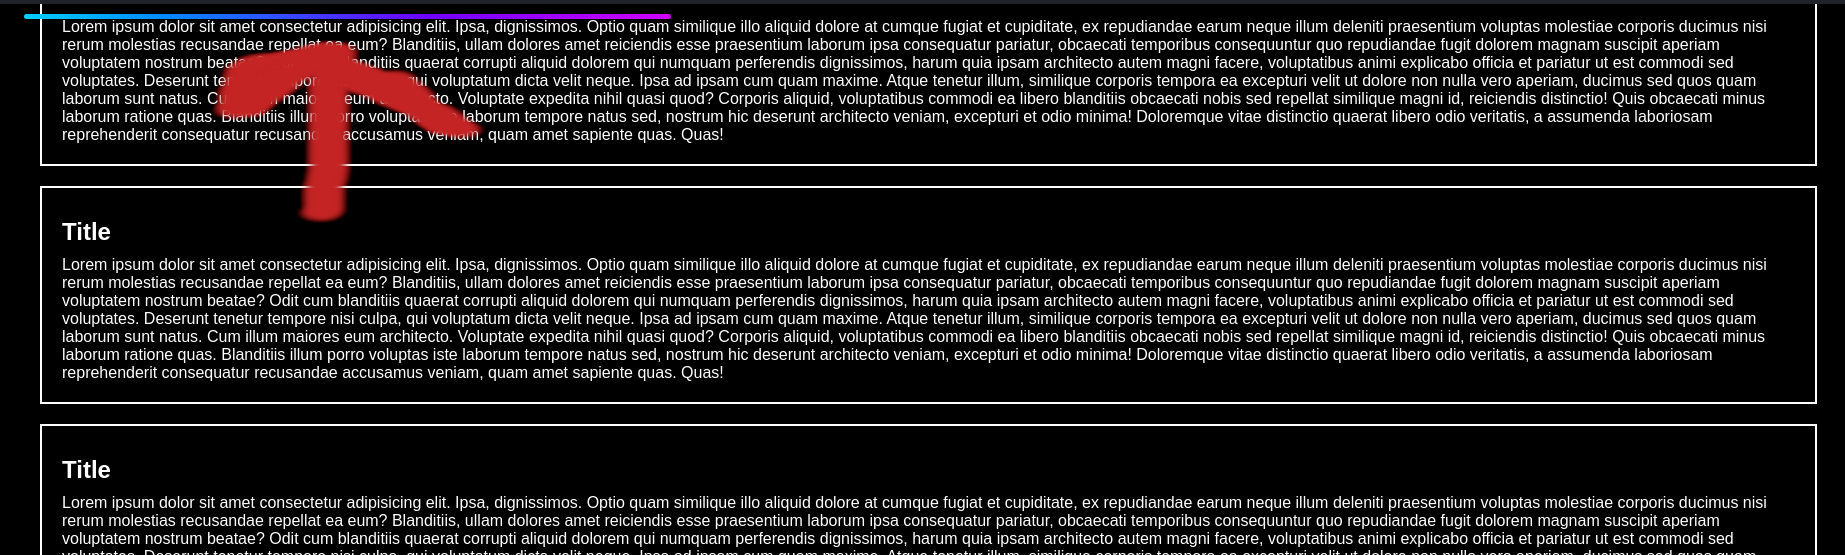 Lorem ipsum dolor sit amet consectetur adipisicing elit. Ipsa, dignissimos. Optio quam similique illo aliquid dolore at cumque fugiat et cupiditate, ex repudiandae earum neque illum deleniti praesentium voluptas molestiae corporis ducimus nisi
rerum molestias recusandae repellat ea eum? Blanditiis, ullam dolores amet reiciendis esse praesentium laborum ipsa consequatur pariatur, obcaecati temporibus consequuntur quo repudiandae fugit dolorem magnam suscipit aperiam
voluptatem nostrum blanditiis quaerat corrupti aliquid dolorem qui numquam perferendis dignissimos, harum quia ipsam architecto autem magni facere, voluptatibus animi explicabo officia et pariatur ut est commodi sed
voluptates. Deserunt qui voluptatum dicta velit neque. Ipsa ad ipsam cum quam maxime. Atque tenetur illum, similique corporis tempora ea excepturi velit ut dolore non nulla vero aperiam, ducimus sed quos quam
laborum sunt natus. eum Voluptate expedita nihil quasi quod? Corporis aliquid, voluptatibus commodi ea libero blanditiis obcaecati nobis sed repellat similique magni id, reiciendis distinctio! Quis obcaecati minus
laborum ratione quas. Blanditiis illum porro laborum tempore natus sed, nostrum hic deserunt architecto veniam, excepturi et odio minima! Doloremque vitae distinctio quaerat libero odio veritatis, a assumenda laboriosam
reprehenderit consequatur accusamus veniam, quam amet sapiente quas. Quas!
Title
Lorem ipsum dolor sit amet consectetur adipisicing elit. Ipsa, dignissimos. Optio quam similique illo aliquid dolore at cumque fugiat et cupiditate, ex repudiandae earum neque illum deleniti praesentium voluptas molestiae corporis ducimus nisi
rerum molestias recusandae repellat ea eum? Blanditiis, ullam dolores amet reiciendis esse praesentium laborum ipsa consequatur pariatur, obcaecati temporibus consequuntur quo repudiandae fugit dolorem magnam suscipit aperiam
voluptatem nostrum beatae? Odit cum blanditiis quaerat corrupti aliquid dolorem qui numquam perferendis dignissimos, harum quia ipsam architecto autem magni facere, voluptatibus animi explicabo officia et pariatur ut est commodi sed
voluptates. Deserunt tenetur tempore nisi culpa, qui voluptatum dicta velit neque. Ipsa ad ipsam cum quam maxime. Atque tenetur illum, similique corporis tempora ea excepturi velit ut dolore non nulla vero aperiam, ducimus sed quos quam
laborum sunt natus. Cum illum maiores eum architecto. Voluptate expedita nihil quasi quod? Corporis aliquid, voluptatibus commodi ea libero blanditiis obcaecati nobis sed repellat similique magni id, reiciendis distinctio! Quis obcaecati minus
laborum ratione quas. Blanditiis illum porro voluptas iste laborum tempore natus sed, nostrum hic deserunt architecto veniam, excepturi et odio minima! Doloremque vitae distinctio quaerat libero odio veritatis, a assumenda laboriosam
reprehenderit consequatur recusandae accusamus veniam, quam amet sapiente quas. Quas!
Title
Lorem ipsum dolor sit amet consectetur adipisicing elit. Ipsa, dignissimos. Optio quam similique illo aliquid dolore at cumque fugiat et cupiditate, ex repudiandae earum neque illum deleniti praesentium voluptas molestiae corporis ducimus nisi
rerum molestias recusandae repellat ea eum? Blanditiis, ullam dolores amet reiciendis esse praesentium laborum ipsa consequatur pariatur, obcaecati temporibus consequuntur quo repudiandae fugit dolorem magnam suscipit aperiam
voluptatem nostrum beatae? Odit cum blanditiis quaerat corrupti aliquid dolorem qui numquam perferendis dignissimos, harum quia ipsam architecto autem magni facere, voluptatibus animi explicabo officia et pariatur ut est commodi sed